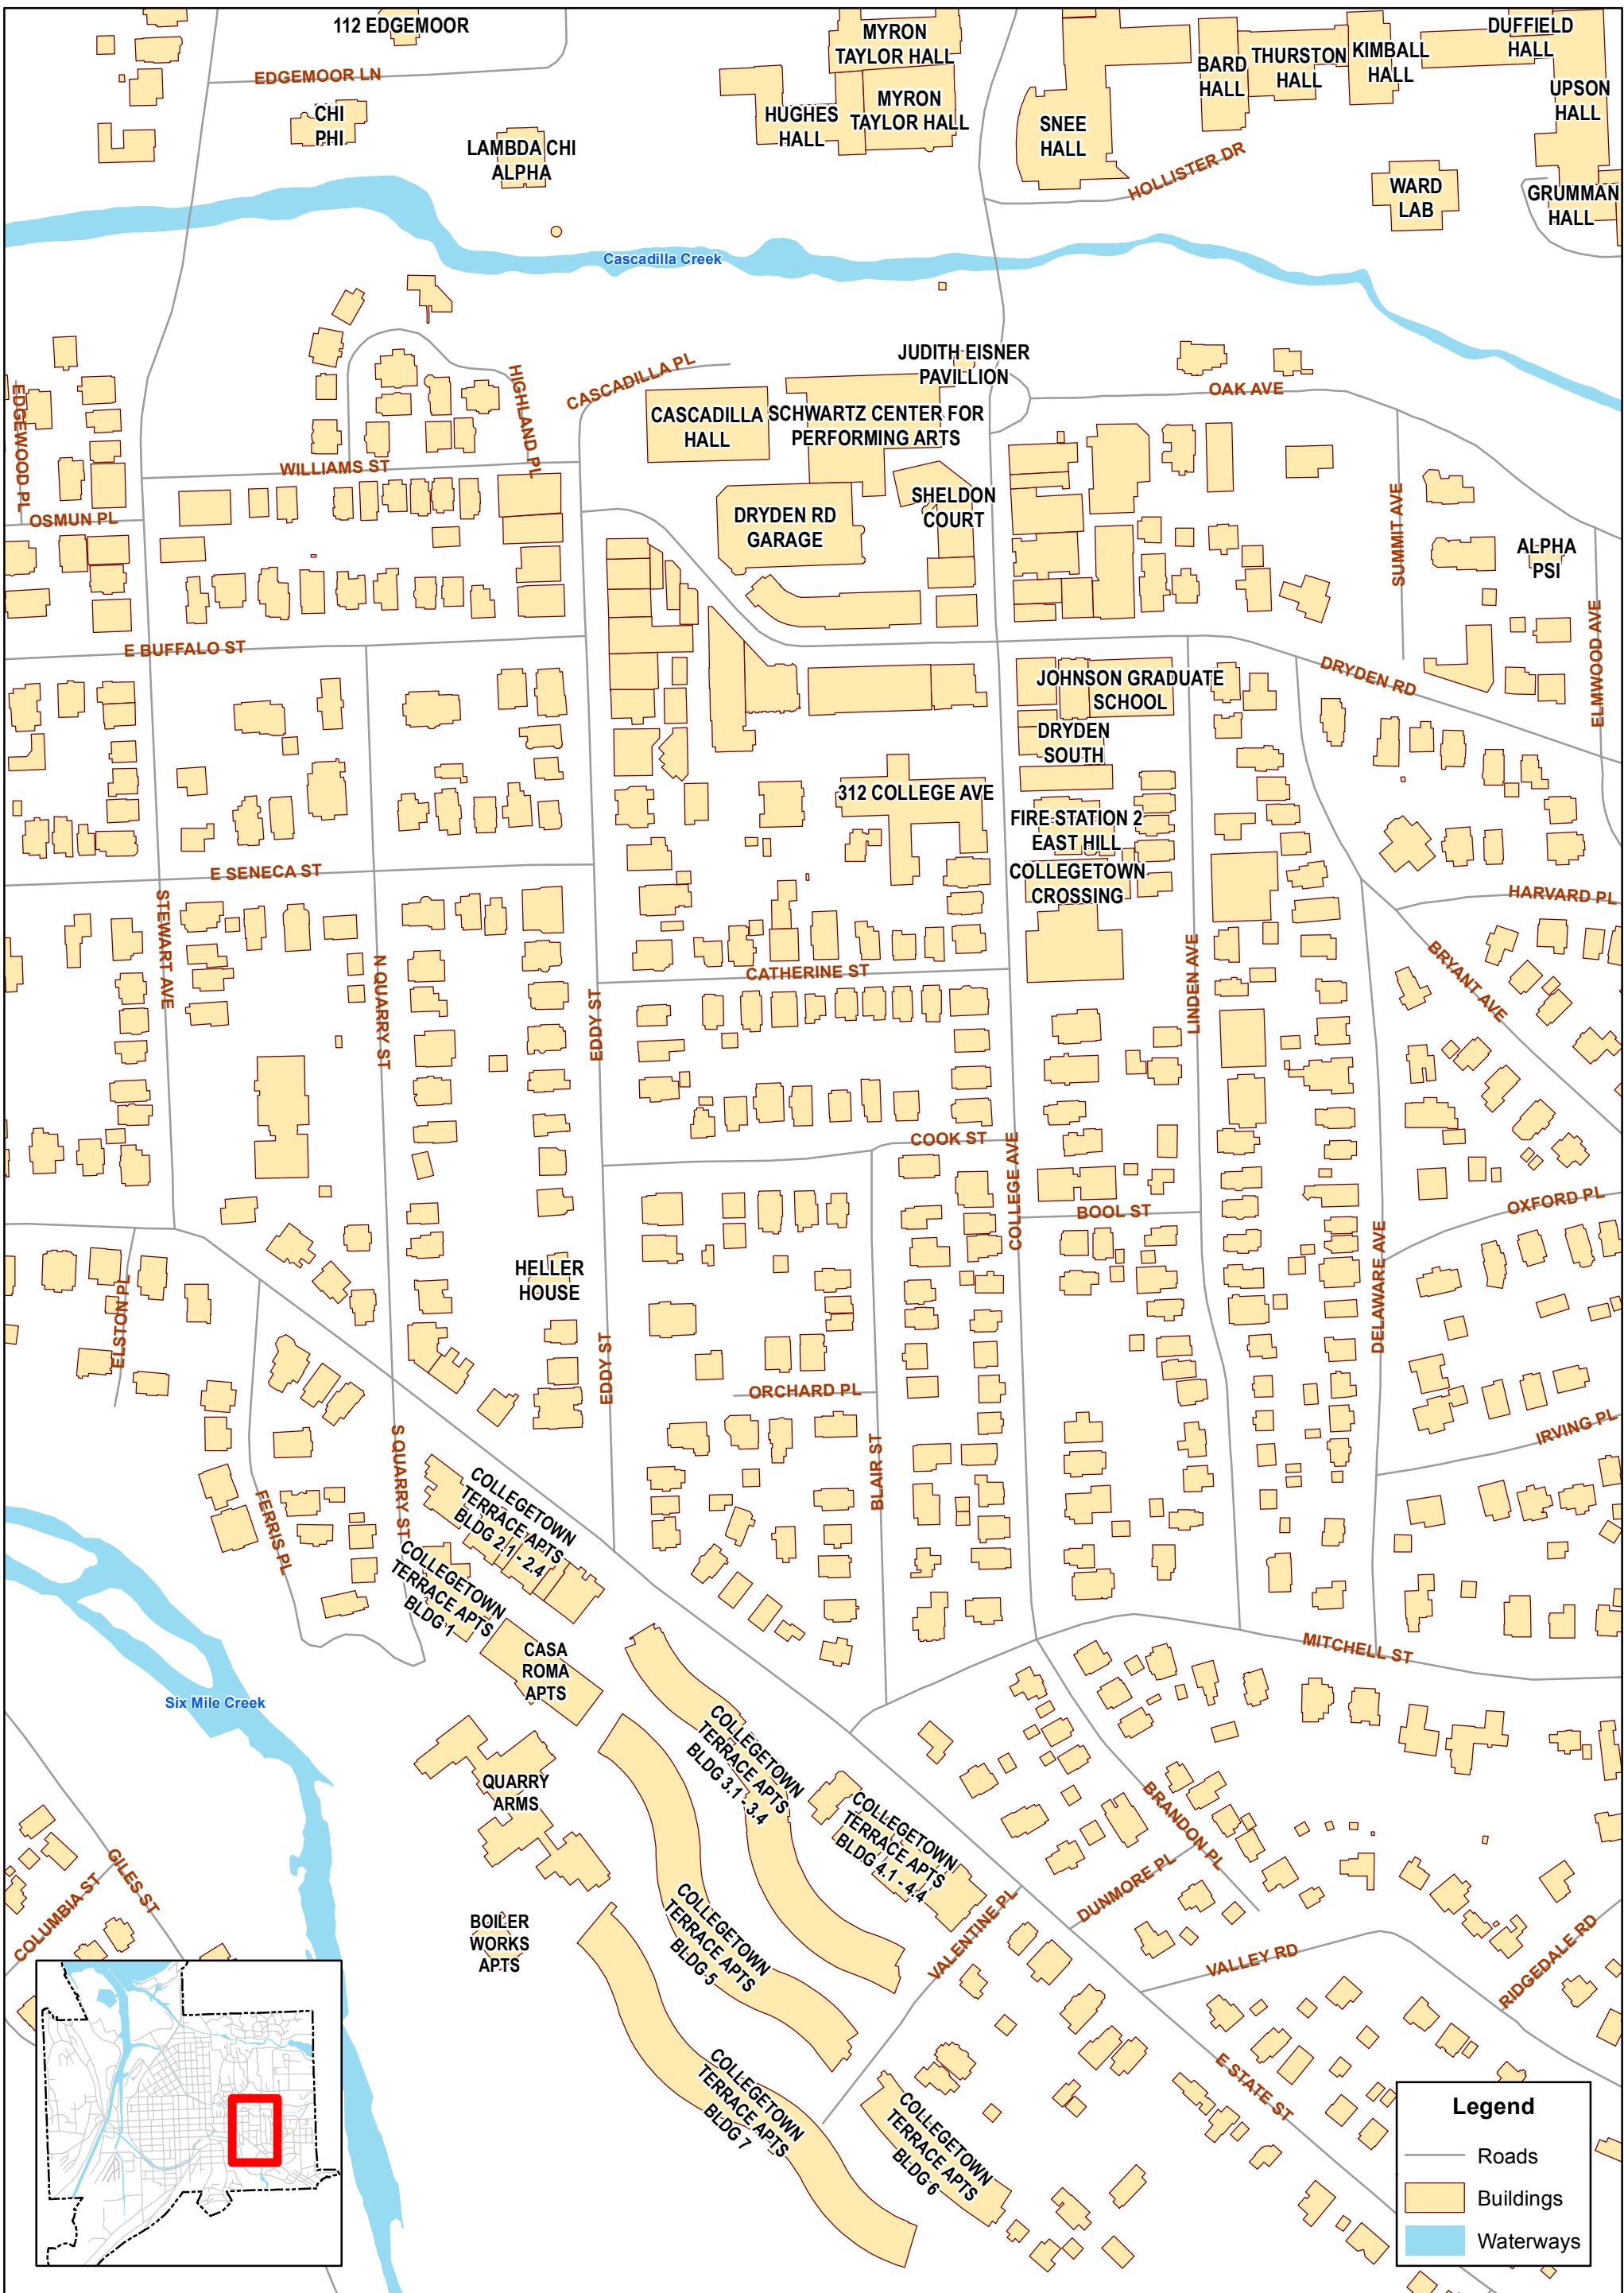 112 EDGEMOOR
MYRON
TAYLOR HALL
DUFFIELD
HALL
BARD
HALL
THURSTON
HALL
KIMBALL
HALL
EDGEMOOR LN
UPSON
HALL
CHI
PHI
HUGHES
HALL
MYRON
TAYLOR HALL
SNEE
HALL
LAMBDA CHI
ALPHA
HOLLISTER DR
WARD
LAB
GRUMMAN
HALL
Cascadilla Creek
JUDITH EISNER
PAVILLION
EDGEWOOD PL
HIGHLAND PL
CASCADILLA PL
OAK AVE
CASCADILLA
HALL
SCHWARTZ CENTER FOR
PERFORMING ARTS
WILLIAMS ST
OSMUN PL
DRYDEN RD
GARAGE
SHELDON
COURT
SUMMIT AVE
ALPHA
PSI
E BUFFALO ST
ELMWOOD AVE
DRYDEN RD
JOHNSON GRADUATE
SCHOOL
DRYDEN
SOUTH
312 COLLEGE AVE
FIRE STATION 2
EAST HILL
E SENECA ST
COLLEGETOWN
CROSSING
HARVARD PL
STEWART AVE
N QUARRY ST
EDDY ST
CATHERINE ST
LINDEN AVE
BRYANT AVE
COOK ST
COLLEGE AVE
BOOL ST
OXFORD PL
DELAWARE AVE
HELLER
HOUSE
ELSTON PL
EDDY ST
ORCHARD PL
IRVING PL
S QUARRY ST
BLAIR ST
FERRIS PL
COLLEGETOWN
TERRACE APTS
BLDG 2.1 - 2.4
COLLEGETOWN
TERRACE APTS
BLDG 1
CASA
ROMA
APTS
MITCHELL ST
Six Mile Creek
COLLEGETOWN
TERRACE APTS
BLDG 3.1 - 3.4
QUARRY
ARMS
COLLEGETOWN
TERRACE APTS
BLDG 4.1 - 4.4
BRANDON PL
DUNMORE PL
GILES ST
COLUMBIA ST
BOILER
WORKS
APTS
COLLEGETOWN
TERRACE APTS
BLDG 5
VALENTINE PL
VALLEY RD
RIDGEDALE RD
COLLEGETOWN
TERRACE APTS
BLDG 7
COLLEGETOWN
TERRACE APTS
BLDG 6
E STATE ST
Legend
Roads
Buildings
Waterways